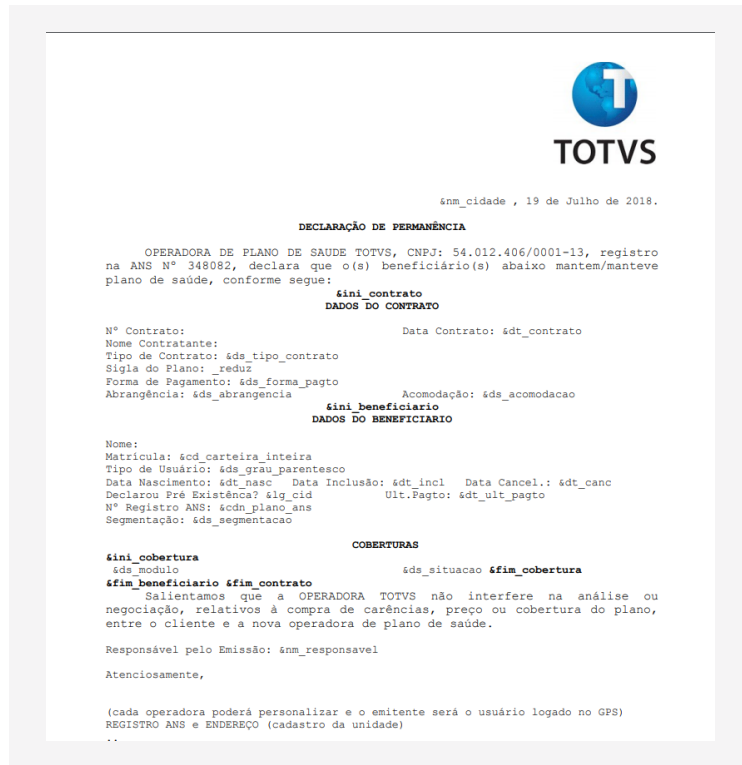 T
TOTVS
&nm_cidade , 19 de Julho de 2018.
DECLARAÇÃO DE PERMANÊNCIA
OPERADORA DE PLANO DE SAUDE TOTVS, CNPJ: 54.012.406/0001-13, registro
na ANS Nº 348082, declara que o(s) beneficiário(s) abaixo mantem/manteve
plano de saúde, conforme segue:
&ini_contrato
DADOS DO CONTRATO
Nº Contrato: Data Contrato: &dt_contrato
Nome Contratante:
Tipo de Contrato: &ds_tipo_contrato
Sigla do Plano: _reduz
Forma de Pagamento: &ds_forma_pagto
Abrangência: &ds_abrangencia Acomodação: &ds_acomodacao
&ini_beneficiario
DADOS DO BENEFICIARIO
Nome:
Matricula: &cd_carteira_inteira
Tipo de Usuário: &ds_grau_parentesco
Data Nascimento: &dt_nasc Data Inclusão: &dt_incl Data Cancel.: &dt_canc
Declarou Pré Existênca? &lg_cid Ult.Pagto: &dt_ult_pagto
Nº Registro ANS: &cdn_plano_ans
Segmentação: &ds_segmentacao
COBERTURAS
&ini_cobertura
&ds_modulo &ds_situacao &fim_cobertura
&fim_beneficiario &fim_contrato
Salientamos que a OPERADORA TOTVS não interfere na análise ou
negociação, relativos à compra de carências, preço ou cobertura do plano,
entre o cliente e a nova operadora de plano de saúde.
Responsável pelo Emissão: &nm_responsavel
Atenciosamente,
(cada operadora poderá personalizar e o emitente será o usuário logado no GPS)
REGISTRO ANS e ENDEREÇO (cadastro da unidade)